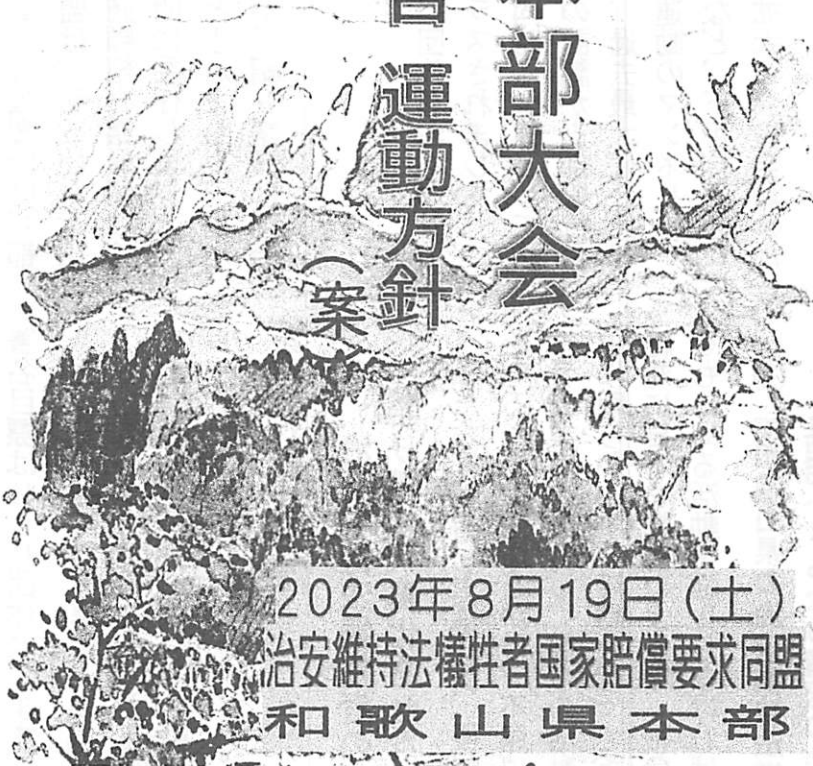 本部大会
告 運動方針
（案）
2023年8月19日（土）
治安維持法犠牲者国家賠償要求同盟
和歌山県本部